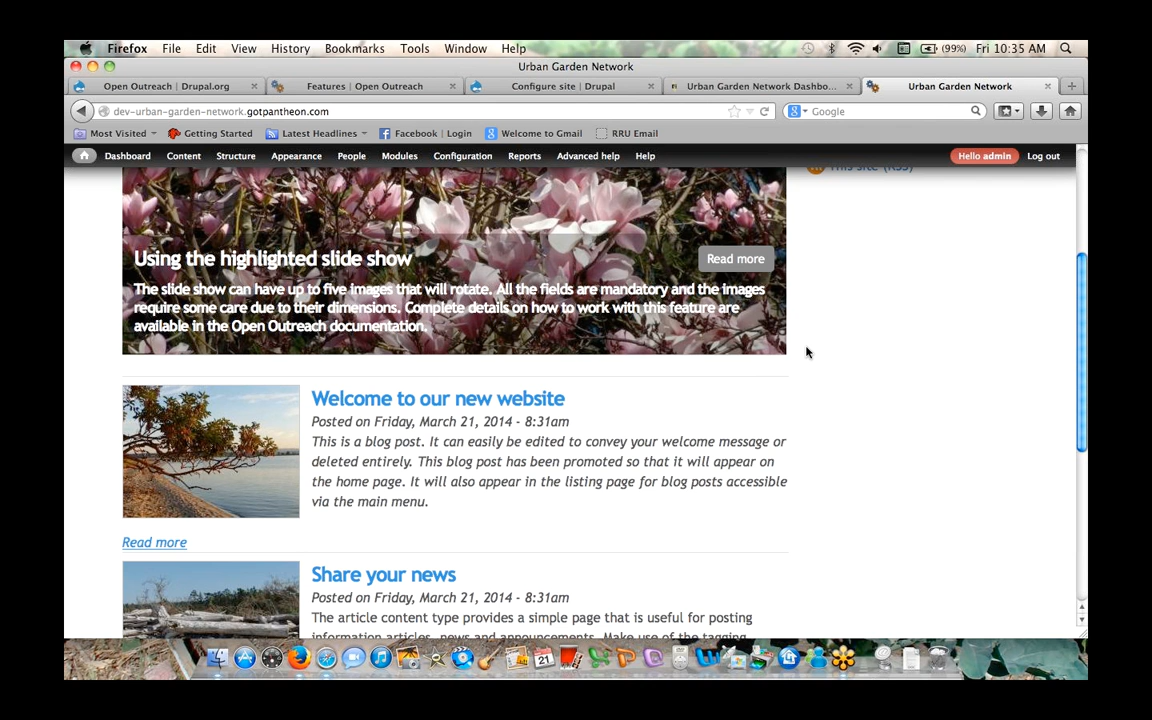 Firefox File Edit View History Bookmarks Tools Window Help (99%) Fri 10:35 AM
Urban Garden Network
Open Outreach | Drupal.org Features | Open Outreach Configure site | Drupal Urban Garden Network Dashbo... Urban Garden Network
dev-urban-garden-network.gotpantheon.com Google
Most Visited Getting Started Latest Headlines Facebook | Login Welcome to Gmail RRU Email
Dashboard Content Structure Appearance People Modules Configuration Reports Advanced help Help Hello admin Log out
This site (RSS)
Using the highlighted slide show Read more
The slide show can have up to five images that will rotate. All the fields are mandatory and the images
require some care due to their dimensions. Complete details on how to work with this feature are
available in the Open Outreach documentation.
Welcome to our new website
Posted on Friday, March 21, 2014 - 8:31am
This is a blog post. It can easily be edited to convey your welcome message or
deleted entirely. This blog post has been promoted so that it will appear on
the home page. It will also appear in the listing page for blog posts accessible
via the main menu.
Read more
Share your news
Posted on Friday, March 21, 2014 - 8:31am
The article content type provides a simple page that is useful for posting
information articles, news and announcements. Make use of the tagging
21